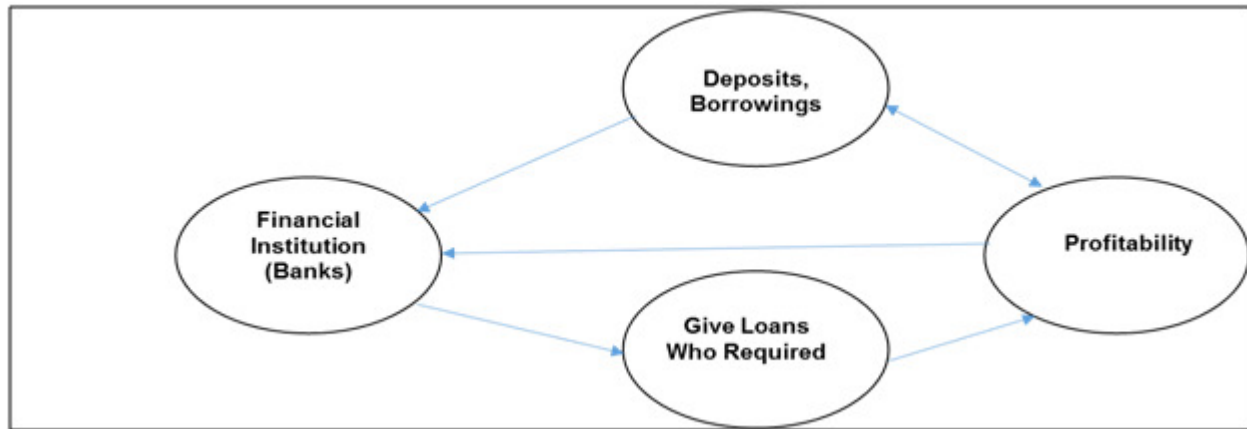 Deposits,
Borrowings
Financial
Institution
(Banks)
Profitability
Give Loans
Who Required